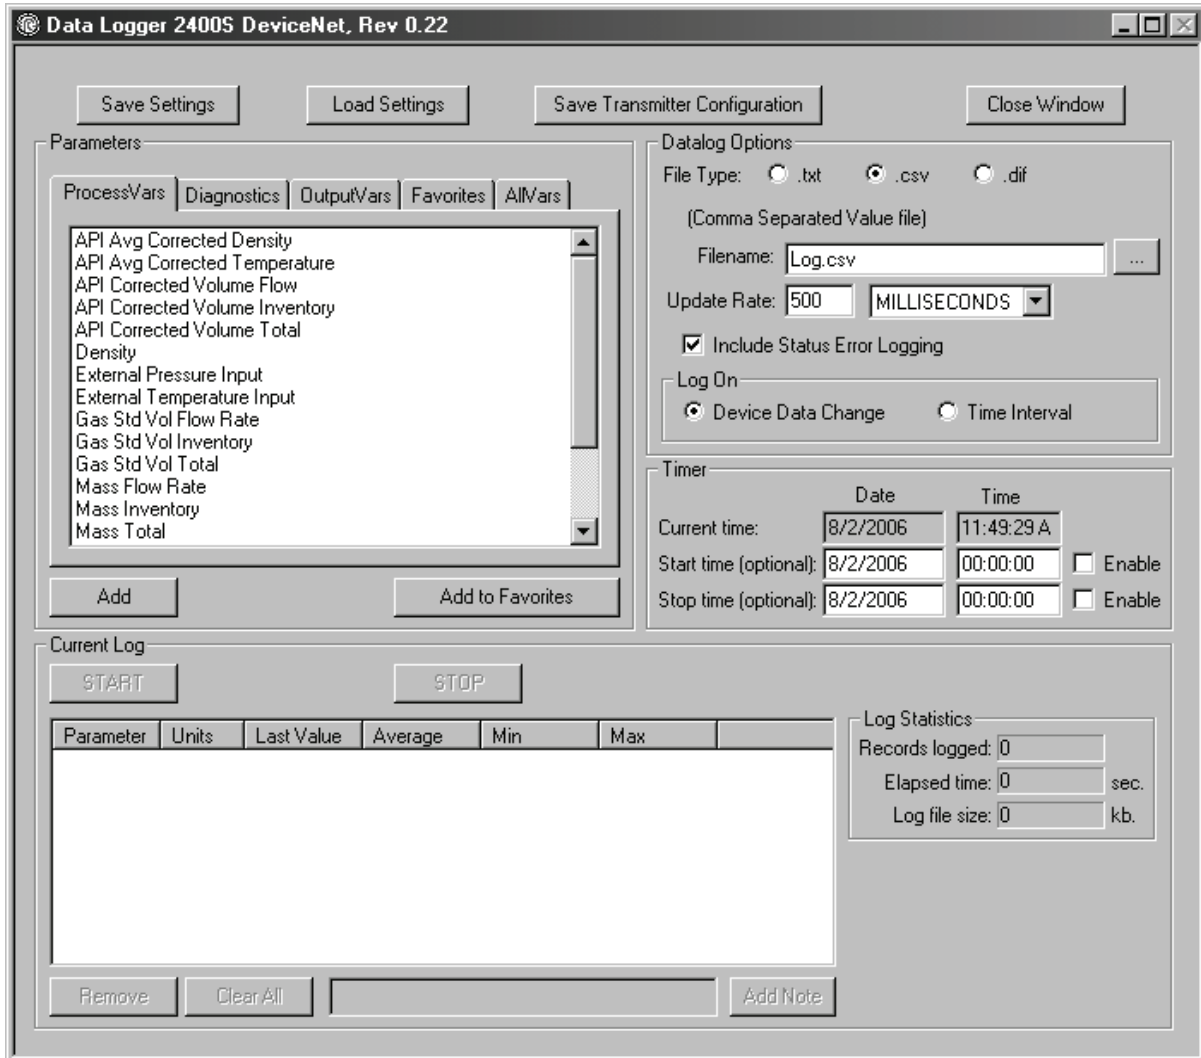 Data Logger 2400S DeviceNet, Rev 0.22
Save Settings Load Settings Save Transmitter Configuration Close Window
Parameters
ProcessVars Diagnostics OutputVars Favorites AllVars
API Avg Corrected Density
API Avg Corrected Temperature
API Corrected Volume Flow
API Corrected Volume Inventory
API Corrected Volume Total
Density
External Pressure Input
External Temperature Input
Gas Std Vol Flow Rate
Gas Std Vol Inventory
Gas Std Vol Total
Mass Flow Rate
Mass Inventory
Mass Total
Add Add to Favorites
Datalog Options
File Type: .txt .csv .dif
(Comma Separated Value file)
Filename: Log.csv ...
Update Rate: 500 MILLISECONDS
Include Status Error Logging
Log On
Device Data Change Time Interval
Timer
Date Time
Current time: 8/2/2006 11:49:29 A
Start time (optional): 8/2/2006 00:00:00 Enable
Stop time (optional): 8/2/2006 00:00:00 Enable
Current Log
START STOP
Parameter Units Last Value Average Min Max
Log Statistics
Records logged: 0
Elapsed time: 0 sec.
Log file size: 0 kb.
Remove Clear All Add Note